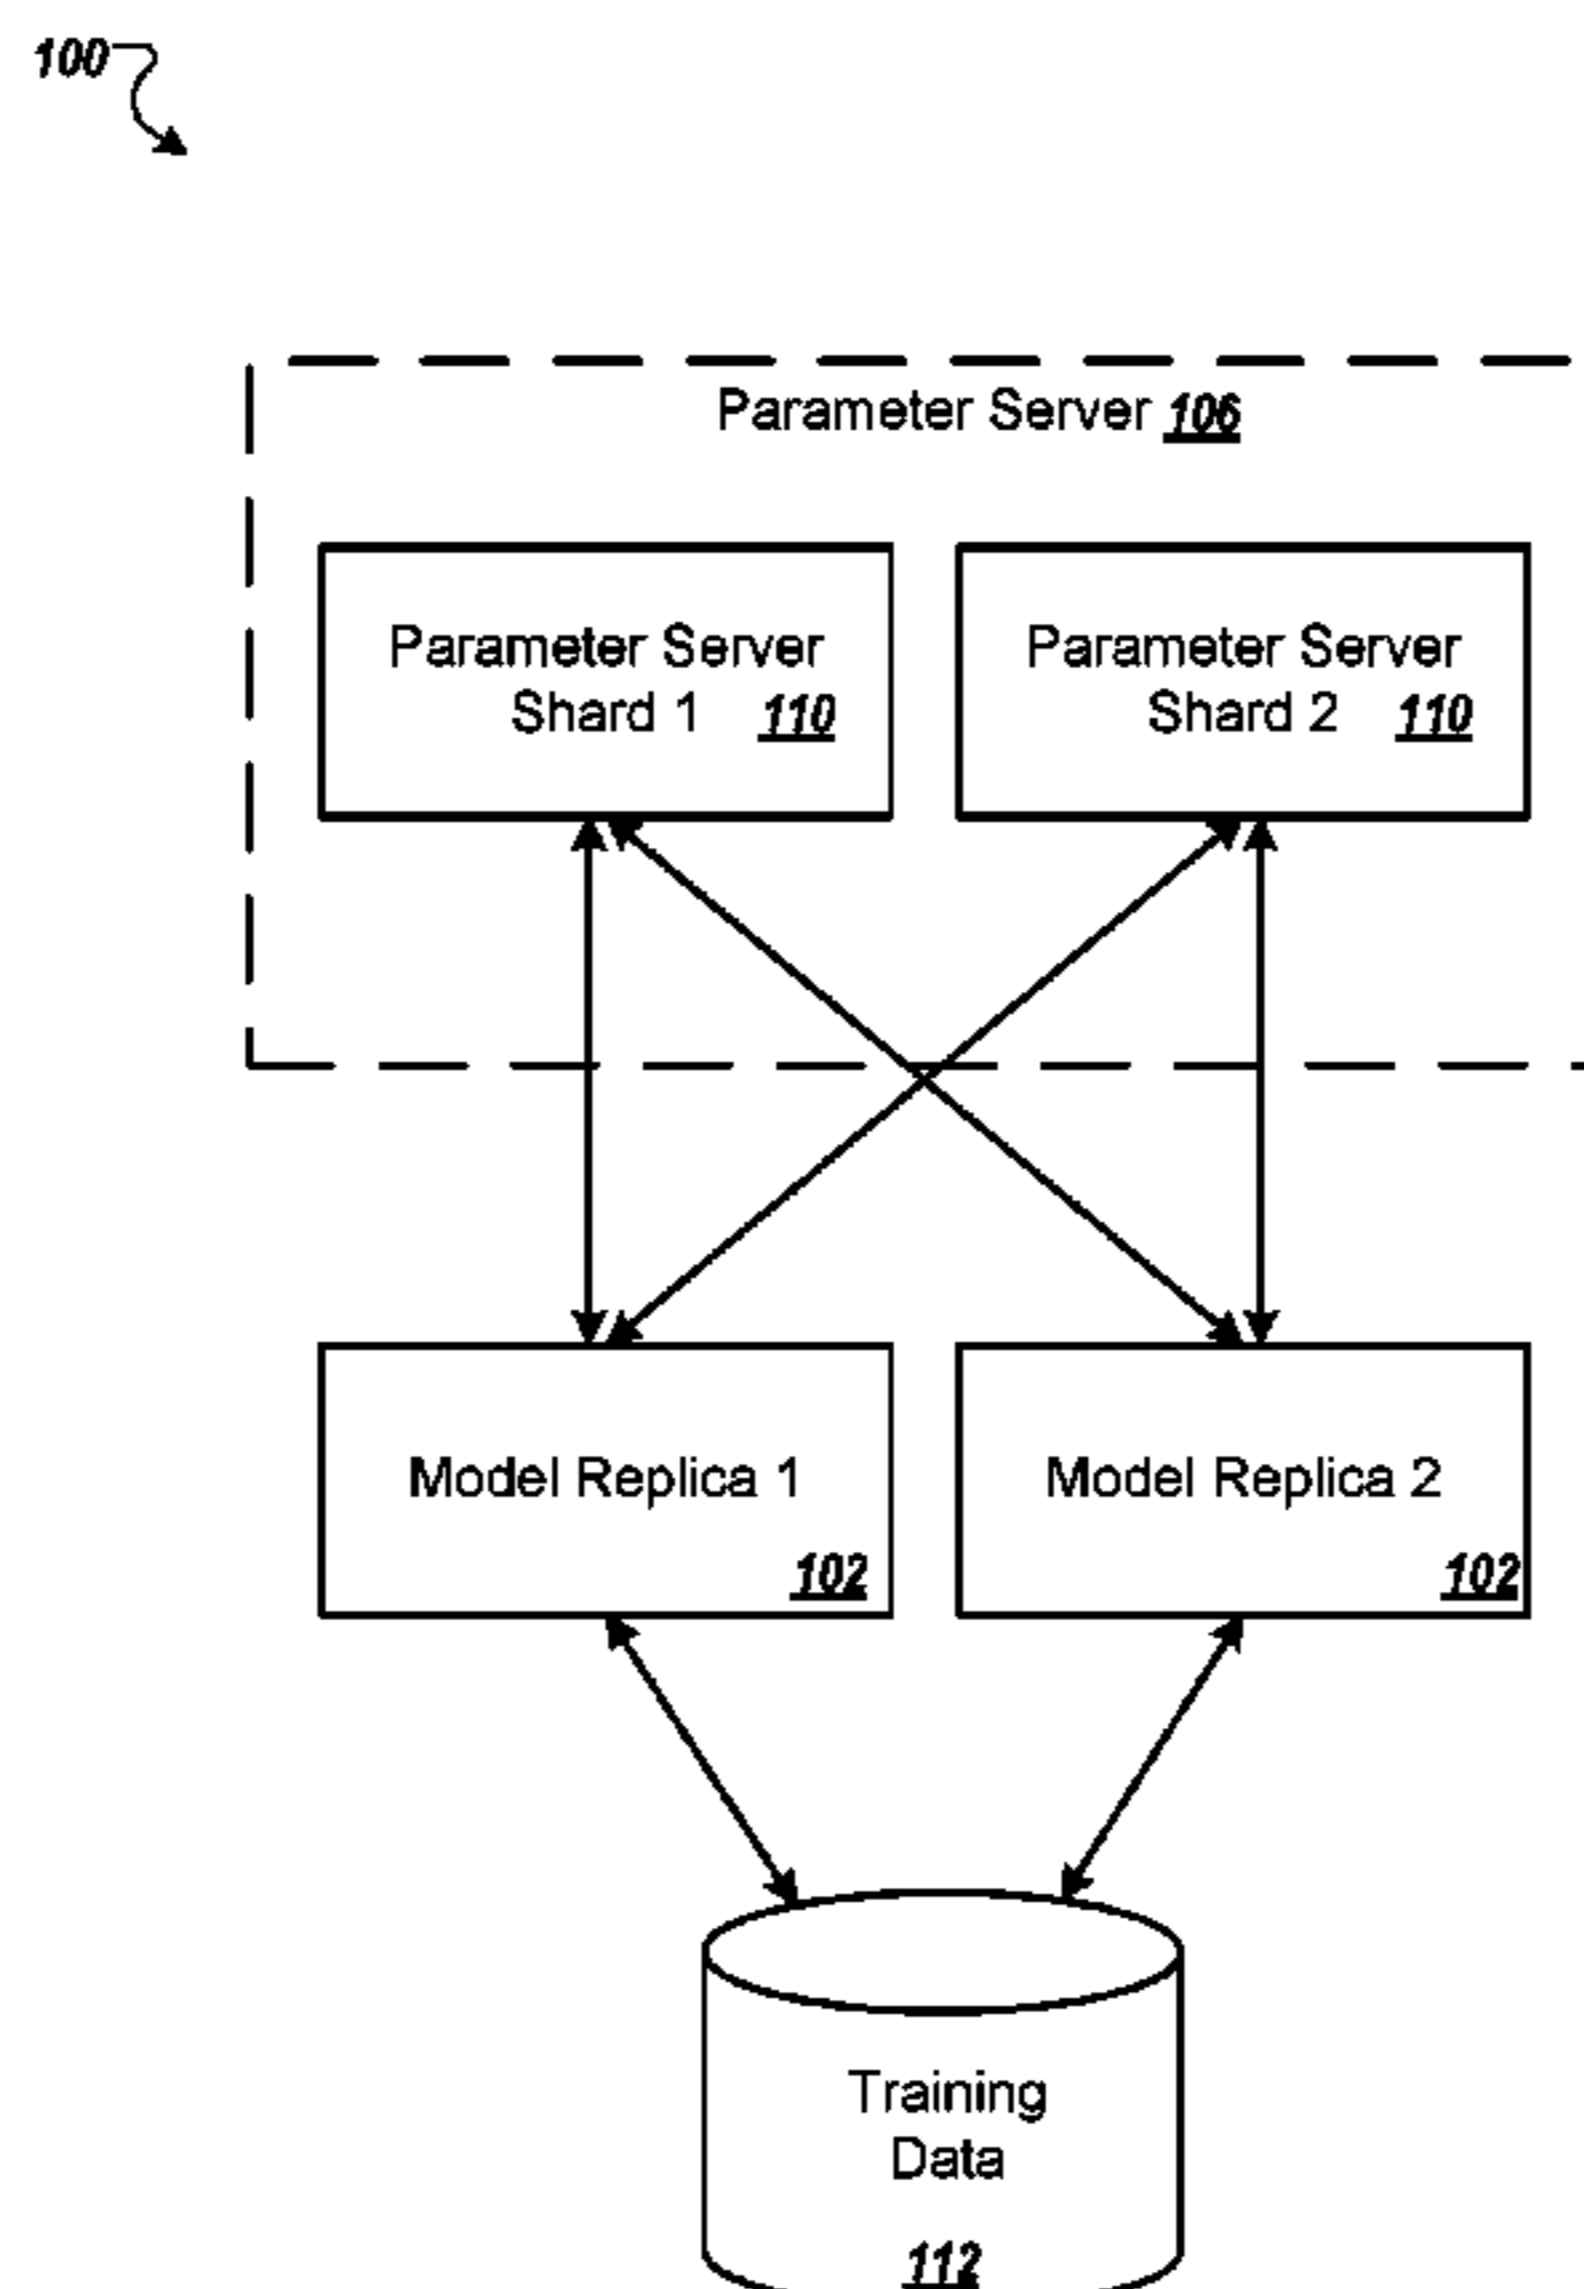 100
Parameter Server 106
Parameter Server
Shard 1 110
Parameter Server
Shard 2 110
Model Replica 1
102
Model Replica 2
102
Training
Data
112